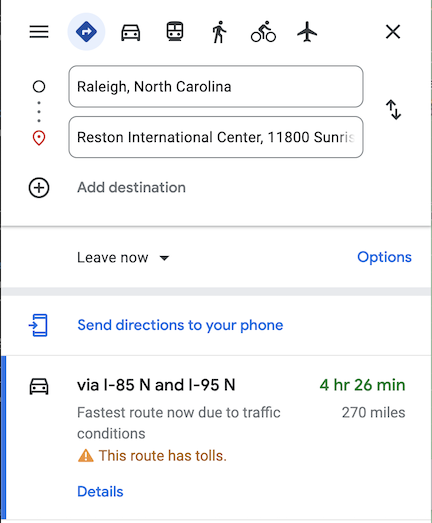 Raleigh, North Carolina
Reston International Center, 11800 Sunris
Add destination
Leave now
Options
Send directions to your phone
via I-85 N and I-95 N
4 hr 26 min
Fastest route now due to traffic
270 miles
conditions
This route has tolls.
Details